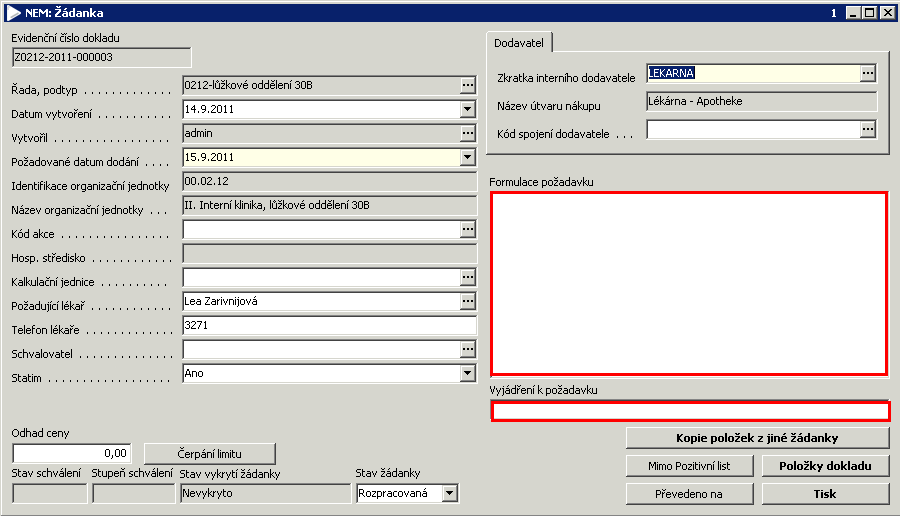 NEM: Žádanka 1
Evidenční číslo dokladu
Z0212-2011-000003
Řada, podtyp . . . . . . . . . . 0212-lůžkové oddělení 30B
Datum vytvoření . . . . . . . . 14.9.2011
Vytvořil . . . . . . . . . . . . . . . admin
Požadované datum dodání . . . . 15.9.2011
Identifikace organizační jednotky 00.02.12
Název organizační jednotky . . . II. Interní klinika, lůžkové oddělení 30B
Kód akce . . . . . . . . . . . . . .
Hosp. středisko . . . . . . . . . . .
Kalkulační jednice . . . . . . . . .
Požadující lékař . . . . . . . . . . Lea Zarivnijová
Telefon lékaře . . . . . . . . . . . 3271
Schvalovatel . . . . . . . . . . . .
Statim . . . . . . . . . . . . . . . . Ano
Odhad ceny
0,00 Čerpání limitu
Stav schválení Stupeň schválení Stav vykrytí žádanky Stav žádanky
Nevykryto Rozpracovaná
Dodavatel
Zkratka interního dodavatele LEKARNA
Název útvaru nákupu Lékárna - Apotheke
Kód spojení dodavatele . . .
Formulace požadavku
Vyjádření k požadavku
Kopie položek z jiné žádanky
Mimo Pozitivní list Položky dokladu
Převedeno na Tisk